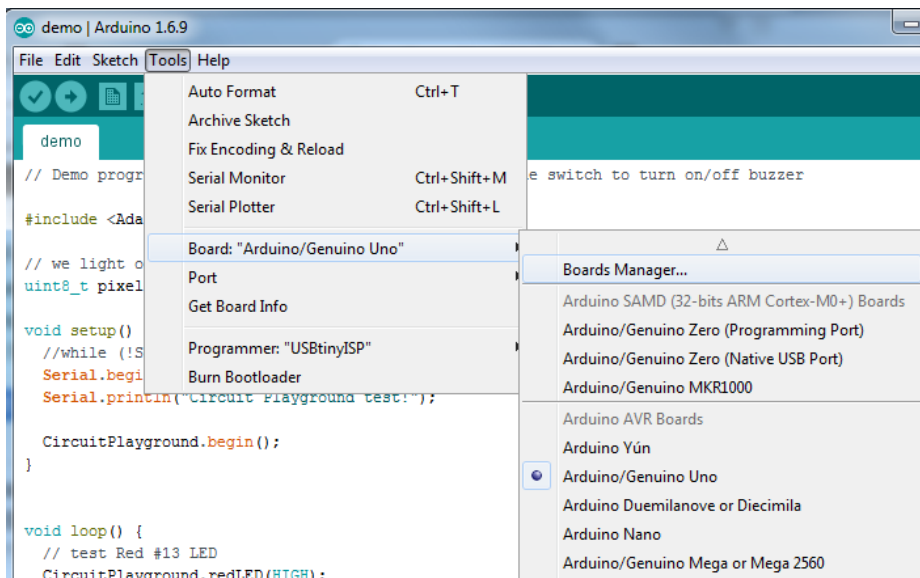 demo | Arduino 1.6.9
File Edit Sketch Tools Help
demo
Auto Format Ctrl+T
Archive Sketch
Fix Encoding & Reload
Serial Monitor Ctrl+Shift+M
Serial Plotter Ctrl+Shift+L
Board: "Arduino/Genuino Uno"
Port
Get Board Info
Programmer: "USBtinyISP"
Burn Bootloader
Boards Manager...
Arduino SAMD (32-bits ARM Cortex-M0+) Boards
Arduino/Genuino Zero (Programming Port)
Arduino/Genuino Zero (Native USB Port)
Arduino/Genuino MKR1000
Arduino AVR Boards
Arduino Yún
Arduino/Genuino Uno
Arduino Duemilanove or Diecimila
Arduino Nano
Arduino/Genuino Mega or Mega 2560
// Demo progr e switch to turn on/off buzzer
#include <Ada
// we light o
uint8_t pixel
void setup()
//while (!S
Serial.begi
Serial.println("Circuit Playground test!");
CircuitPlayground.begin();
}
void loop() {
// test Red #13 LED
CircuitPlayground.redLED(HIGH);